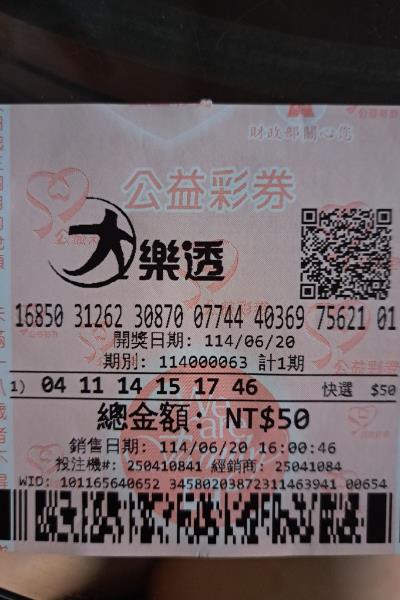 財政部關心您
公益彩券
大樂透
16850 31262 30870 07744 40369 75621 01
開獎日期: 114/06/20
期別: 114000063 計1期
1) 04 11 14 15 17 46 快選 $50
總金額: NT$50
銷售日期: 114/06/20 16:00:46
投注機#: 250410841 經銷商: 25041084
WID: 101165640652 34580203872311463941 00654